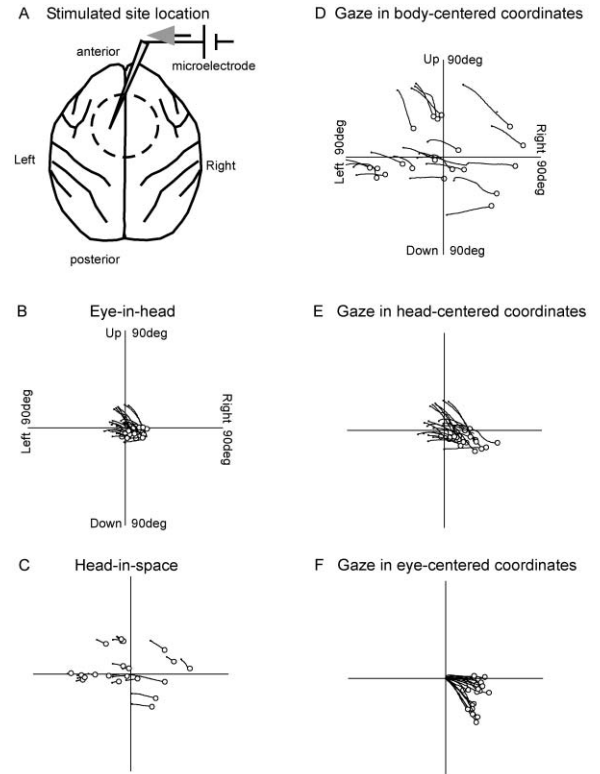 A Stimulated site location
anterior
microelectrode
Left
Right
posterior
B Eye-in-head
Up 90deg
Left 90deg
Right 90deg
Down 90deg
C Head-in-space
D Gaze in body-centered coordinates
Up 90deg
Left 90deg
Right 90deg
Down 90deg
E Gaze in head-centered coordinates
F Gaze in eye-centered coordinates